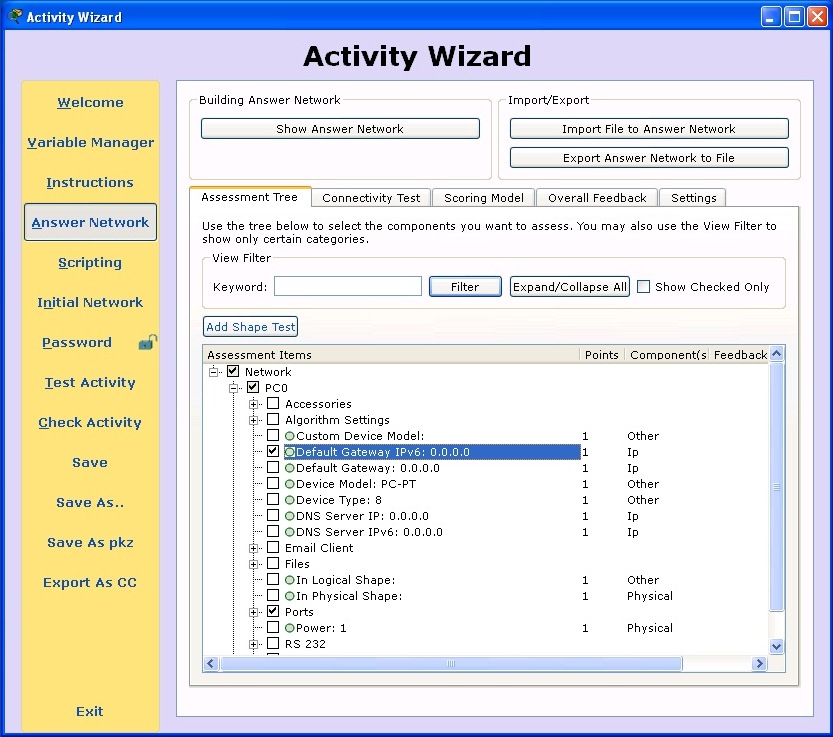 Activity Wizard
Activity Wizard
Welcome
Variable Manager
Instructions
Answer Network
Scripting
Initial Network
Password
Test Activity
Check Activity
Save
Save As..
Save As pkz
Export As CC
Exit
Building Answer Network
Show Answer Network
Import/Export
Import File to Answer Network
Export Answer Network to File
Assessment Tree Connectivity Test Scoring Model Overall Feedback Settings
Use the tree below to select the components you want to assess. You may also use the View Filter to
show only certain categories.
View Filter
Keyword: Filter Expand/Collapse All Show Checked Only
Add Shape Test
Assessment Items Points Component(s Feedback
Network
PC0
Accessories
Algorithm Settings
Custom Device Model: 1 Other
Default Gateway IPv6: 0.0.0.0 1 Ip
Default Gateway: 0.0.0.0 1 Ip
Device Model: PC-PT 1 Other
Device Type: 8 1 Other
DNS Server IP: 0.0.0.0 1 Ip
DNS Server IPv6: 0.0.0.0 1 Ip
Email Client
Files
In Logical Shape: 1 Other
In Physical Shape: 1 Physical
Ports
Power: 1 1 Physical
RS 232